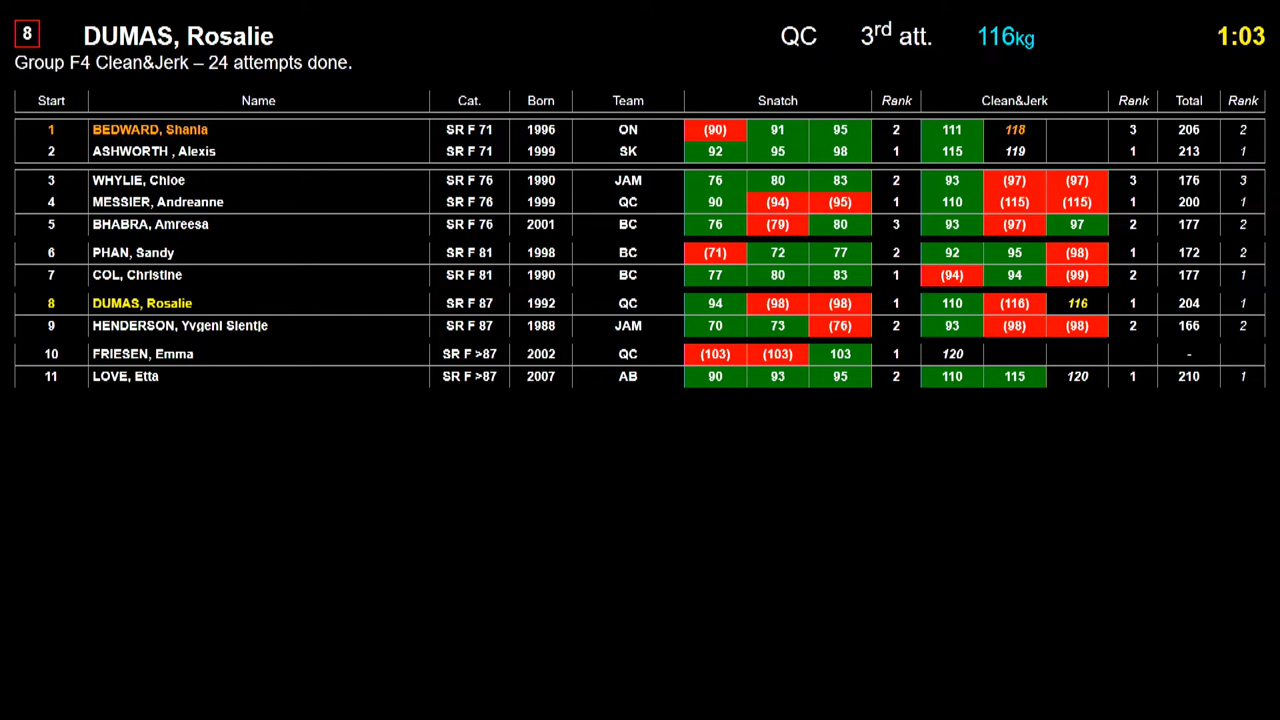 8 DUMAS, Rosalie QC 3rd att. 116kg 1:03
Group F4 Clean&Jerk – 24 attempts done.
Start Name Cat. Born Team Snatch Rank Clean&Jerk Rank Total Rank
1 BEDWARD, Shania SR F 71 1996 ON (90) 91 95 2 111 118 3 206 2
2 ASHWORTH , Alexis SR F 71 1999 SK 92 95 98 1 115 119 1 213 1
3 WHYLIE, Chloe SR F 76 1990 JAM 76 80 83 2 93 (97) (97) 3 176 3
4 MESSIER, Andreanne SR F 76 1999 QC 90 (94) (95) 1 110 (115) (115) 1 200 1
5 BHABRA, Amreesa SR F 76 2001 BC 76 (79) 80 3 93 (97) 97 2 177 2
6 PHAN, Sandy SR F 81 1998 BC (71) 72 77 2 92 95 (98) 1 172 2
7 COL, Christine SR F 81 1990 BC 77 80 83 1 (94) 94 (99) 2 177 1
8 DUMAS, Rosalie SR F 87 1992 QC 94 (98) (98) 1 110 (116) 116 1 204 1
9 HENDERSON, Yvgeni Sientje SR F 87 1988 JAM 70 73 (76) 2 93 (98) (98) 2 166 2
10 FRIESEN, Emma SR F >87 2002 QC (103) (103) 103 1 120 -
11 LOVE, Etta SR F >87 2007 AB 90 93 95 2 110 115 120 1 210 1